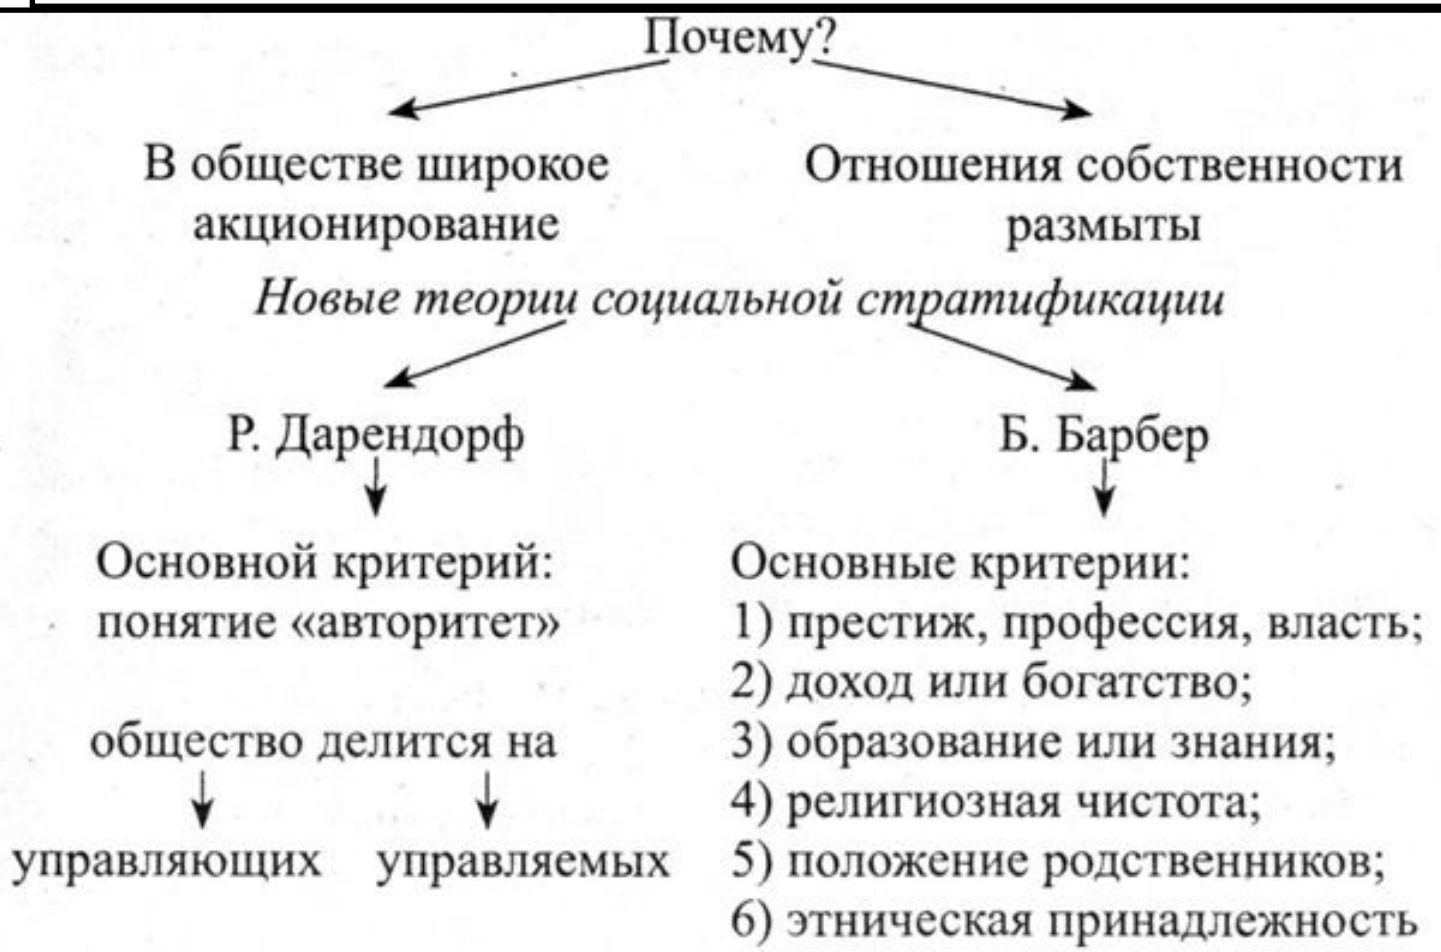 Почему?
В обществе широкое
акционирование
Отношения собственности
размыты
Новые теории социальной стратификации
Р. Дарендорф
Основной критерий:
понятие «авторитет»
общество делится на
управляющих управляемых
Б. Барбер
Основные критерии:
1) престиж, профессия, власть;
2) доход или богатство;
3) образование или знания;
4) религиозная чистота;
5) положение родственников;
6) этническая принадлежность